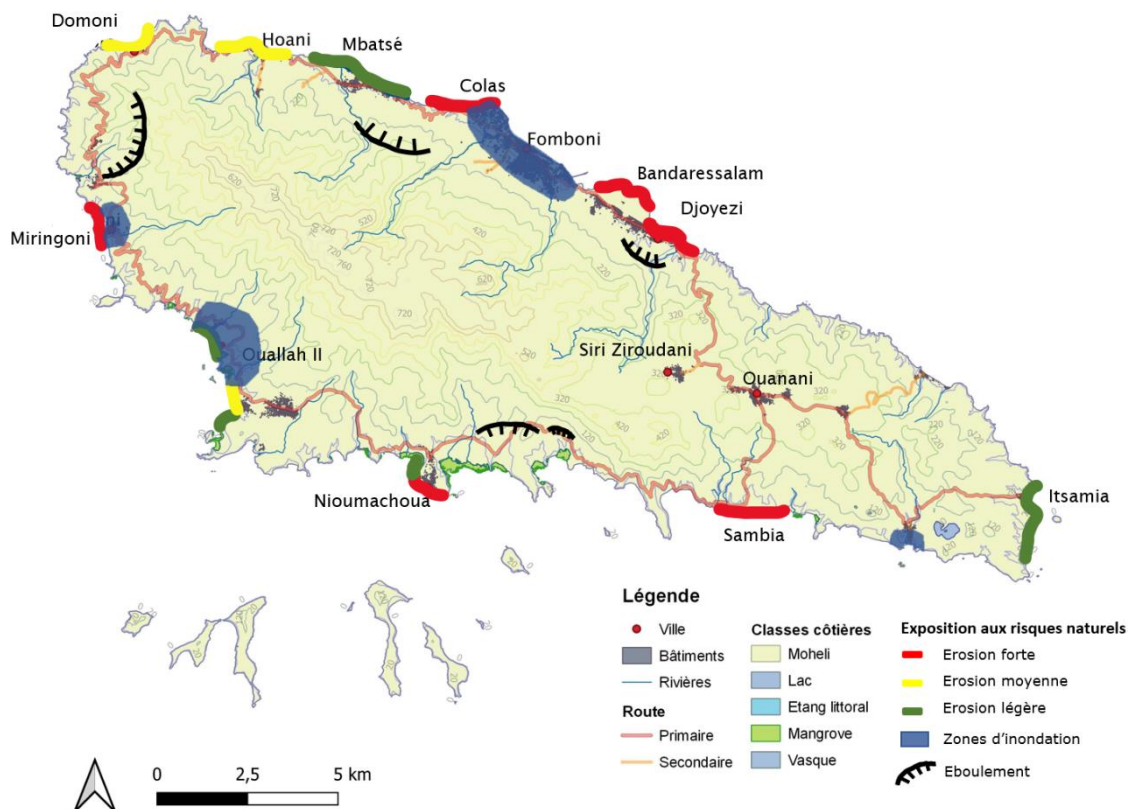 Domoni
Hoani
Mbatsé
Colas
Fomboni
Bandaressalam
Djoyezi
Miringoni
Ouallah II
Siri Ziroudani
Ouanani
Nioumachoua
Sambia
Itsamia
Légende
Ville
Bâtiments
Rivières
Route
Primaire
Secondaire
Classes côtières
Moheli
Lac
Etang littoral
Mangrove
Vasque
Exposition aux risques naturels
Erosion forte
Erosion moyenne
Erosion légère
Zones d'inondation
Eboulement
0 2,5 5 km